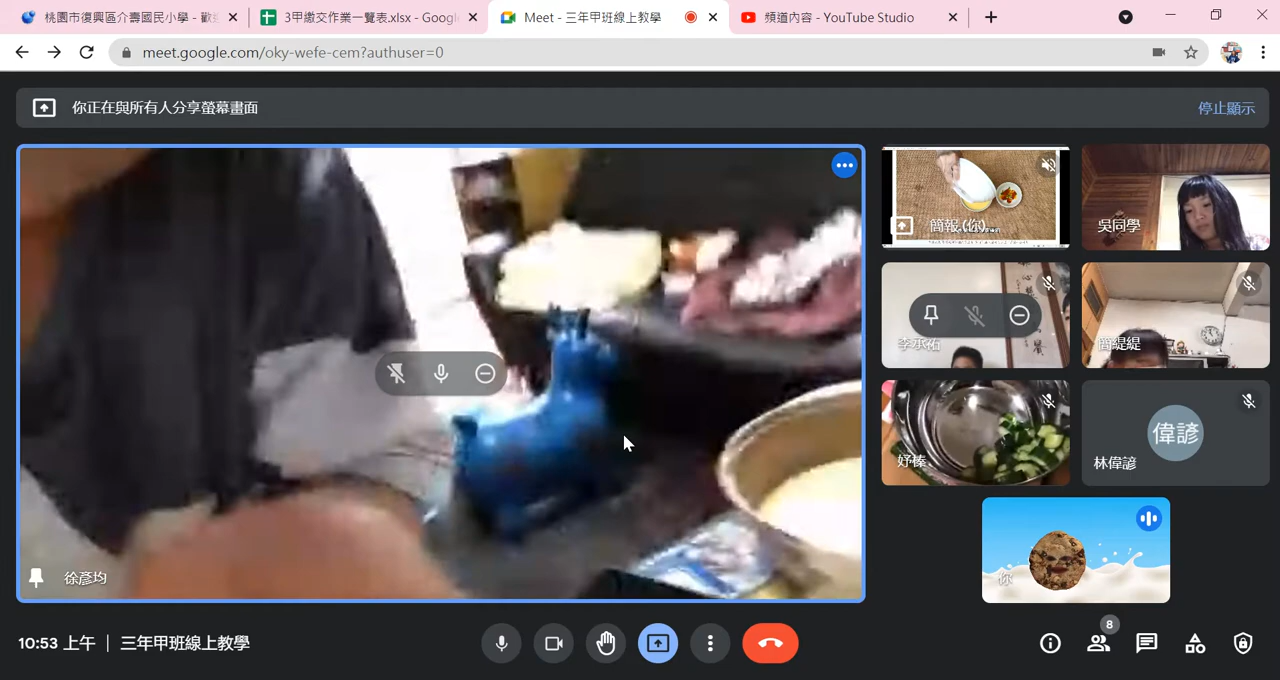 桃園市復興區介壽國民小學 - 歡
3甲繳交作業一覽表.xlsx - Googl
Meet - 三年甲班線上教學
頻道內容 - YouTube Studio
meet.google.com/oky-wefe-cem?authuser=0
你正在與所有人分享螢幕畫面
停止顯示
簡報 (你)...
吳同學
李承祐
簡緹緹
妤榛
偉諺
林偉諺
你
徐彥均
10:53 上午 | 三年甲班線上教學
8